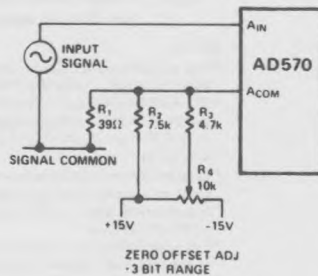 INPUT
SIGNAL
AIN
AD570
ACOM
R1
39Ω
R2
7.5k
R3
4.7k
SIGNAL COMMON
R4
10k
+15V
-15V
ZERO OFFSET ADJ
·3 BIT RANGE